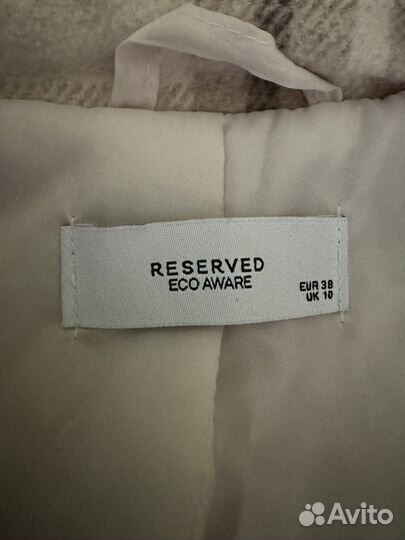 RESERVED
ECO AWARE
EUR 38
UK 10
Avito